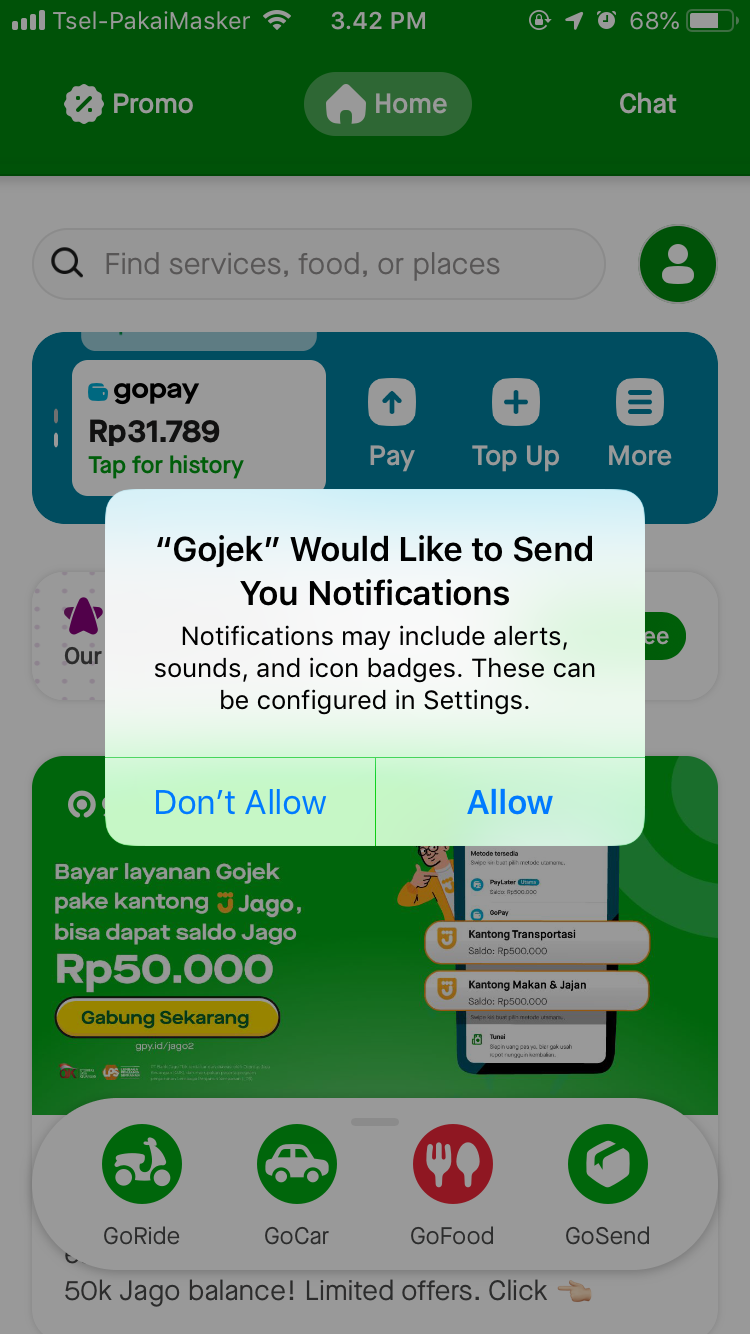 Tsel-PakaiMasker 3.42 PM 68%
Promo Home Chat
Find services, food, or places
gopay
Rp31.789
Tap for history
Pay Top Up More
“Gojek” Would Like to Send
You Notifications
Notifications may include alerts,
sounds, and icon badges. These can
be configured in Settings.
Don’t Allow Allow
Our
Bayar layanan Gojek
pake kantong Jago,
bisa dapat saldo Jago
Rp50.000
Gabung Sekarang
gpy.id/jago2
Metode tersedia
PayLater
Saldo: Rp500.000
GoPay
Kantong Transportasi
Saldo: Rp500.000
Kantong Makan & Jajan
Saldo: Rp500.000
Tunai
GoRide GoCar GoFood GoSend
50k Jago balance! Limited offers. Click 👈🏻